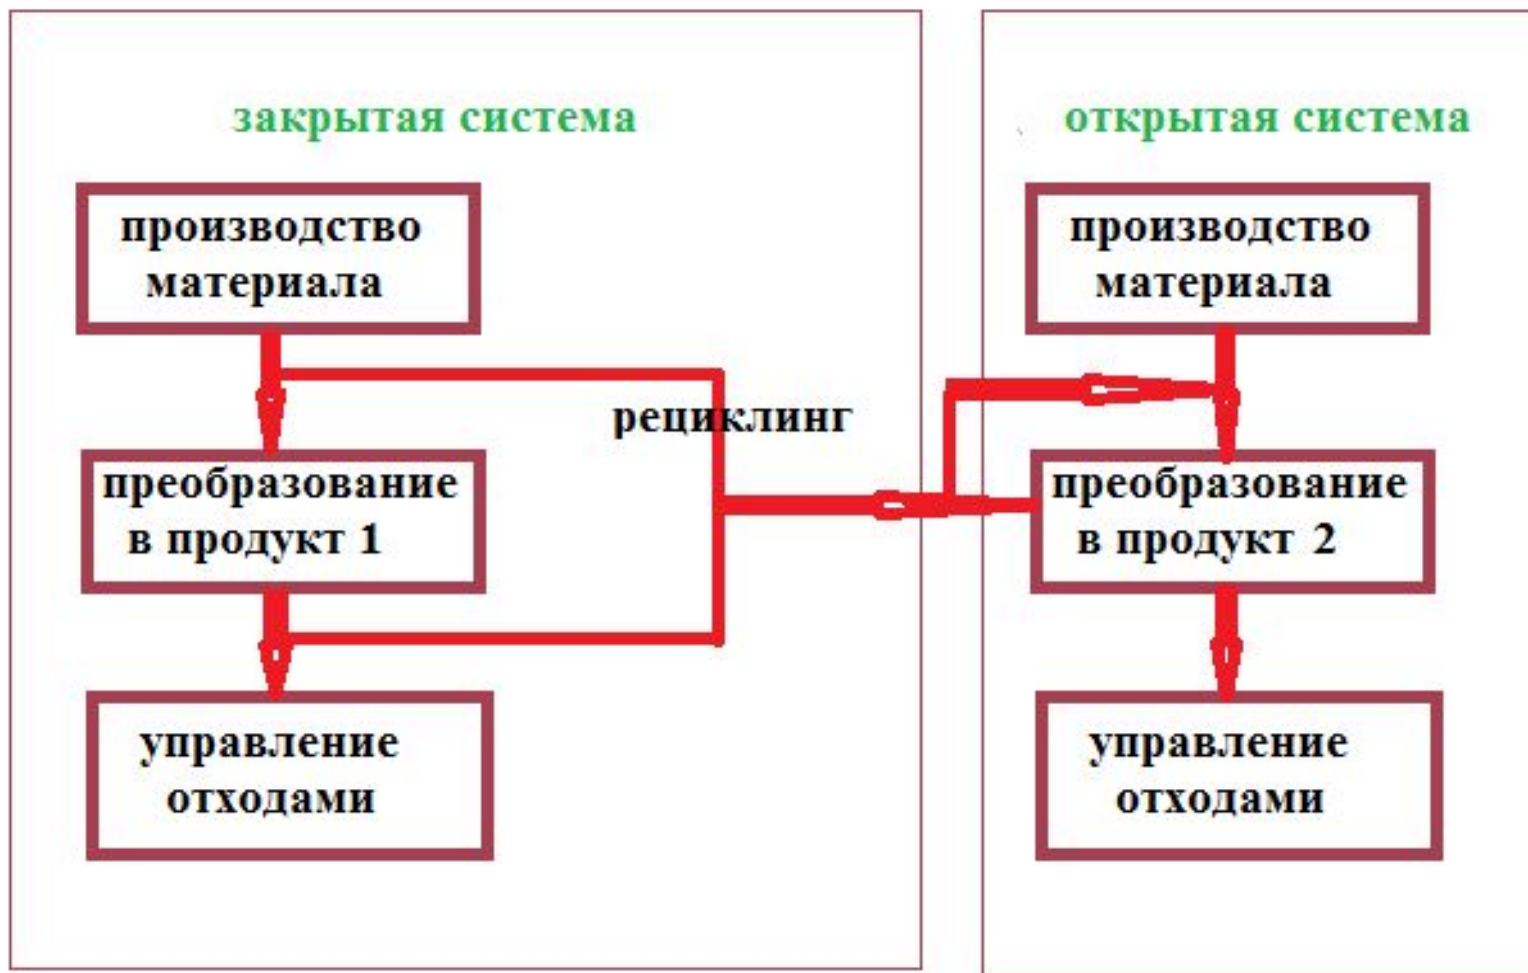 закрытая система
производство
материала
рециклинг
преобразование
в продукт 1
управление
отходами
открытая система
производство
материала
преобразование
в продукт 2
управление
отходами